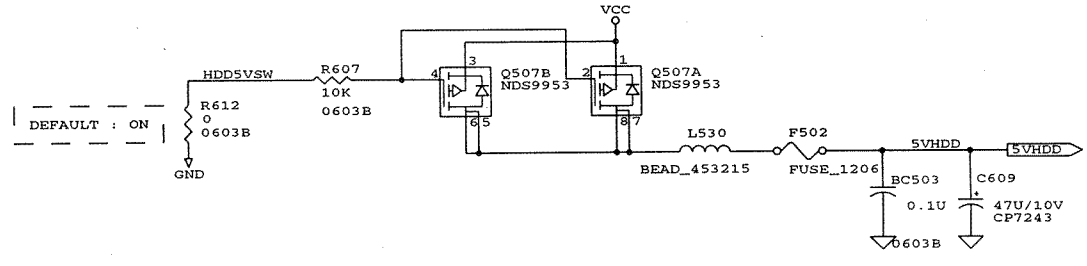 VCC
HDD5VSW
R607
10K
0603B
4
3
Q507B
NDS9953
6 5
2
1
Q507A
NDS9953
8 7
R612
0
0603B
DEFAULT : ON
GND
L530
BEAD_453215
F502
FUSE_1206
5VHDD
5VHDD
BC503
0.1U
0603B
C609
+
47U/10V
CP7243